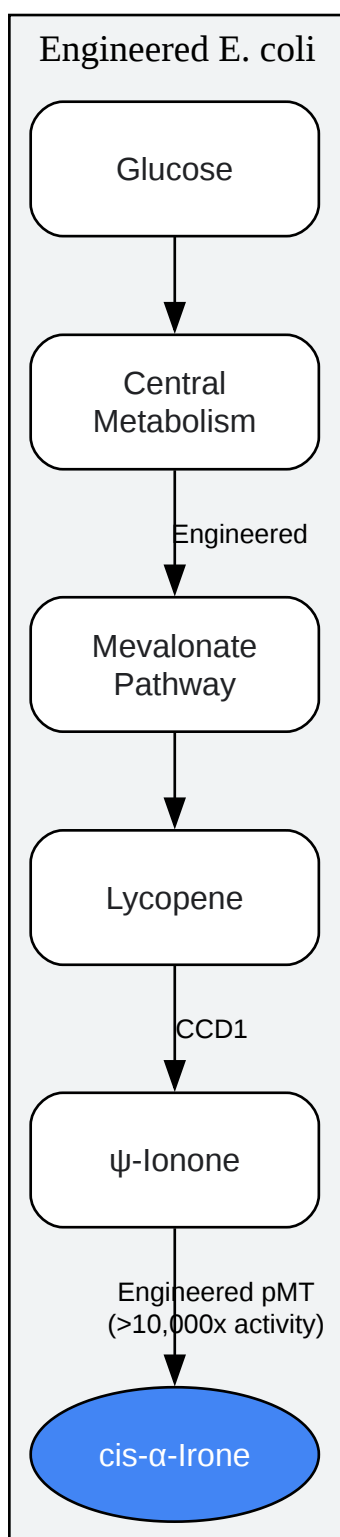 Engineered E. coli
Glucose
Central
Metabolism
Engineered
Mevalonate
Pathway
Lycopene
CCD1
ψ-Ionone
Engineered pMT
(>10,000x activity)
cis-α-Irone